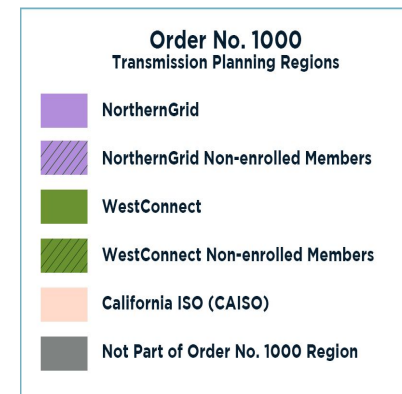 Order No. 1000
Transmission Planning Regions
NorthernGrid
NorthernGrid Non-enrolled Members
WestConnect
WestConnect Non-enrolled Members
California ISO (CAISO)
Not Part of Order No. 1000 Region